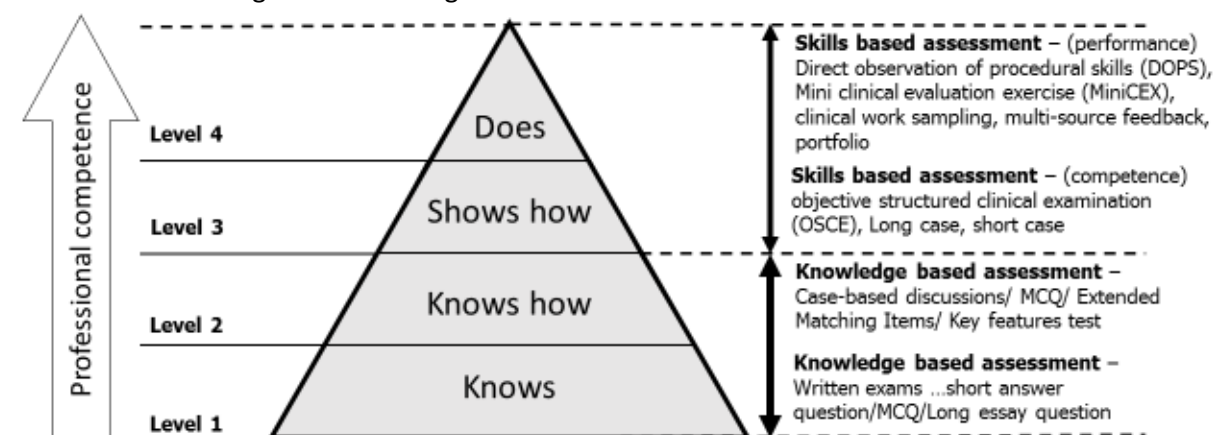 Professional competence
Level 4
Level 3
Level 2
Level 1
Does
Shows how
Knows how
Knows
Skills based assessment – (performance)
Direct observation of procedural skills (DOPS),
Mini clinical evaluation exercise (MiniCEX),
clinical work sampling, multi-source feedback,
portfolio
Skills based assessment – (competence)
objective structured clinical examination
(OSCE), Long case, short case
Knowledge based assessment –
Case-based discussions/ MCQ/ Extended
Matching Items/ Key features test
Knowledge based assessment –
Written exams ...short answer
question/MCQ/Long essay question